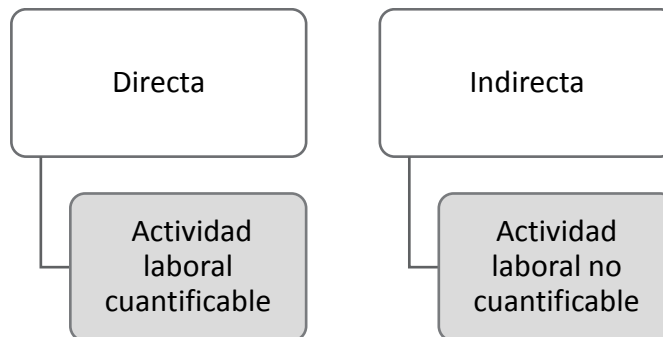 Directa
Indirecta
Actividad
laboral
cuantificable
Actividad
laboral no
cuantificable